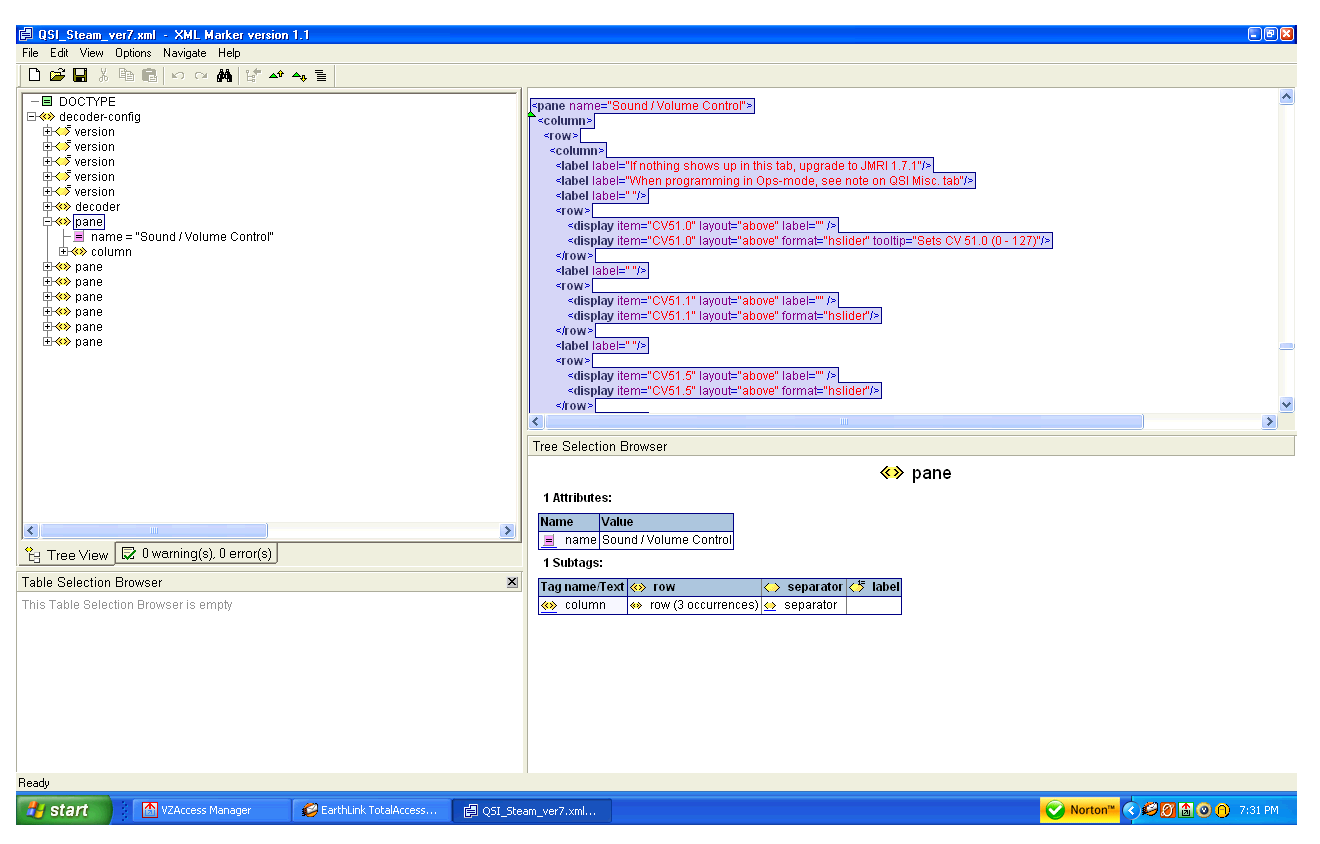 QSI_Steam_ver7.xml - XML Marker version 1.1
File Edit View Options Navigate Help
DOCTYPE
decoder-config
version
version
version
version
version
decoder
pane
name = "Sound / Volume Control"
column
pane
pane
pane
pane
pane
pane
Tree View 0 warning(s), 0 error(s)
Table Selection Browser
This Table Selection Browser is empty
<pane name="Sound / Volume Control">
<column>
<row>
<column>
<label label="If nothing shows up in this tab, upgrade to JMRI 1.7.1"/>
<label label="When programming in Ops-mode, see note on QSI Misc. tab"/>
<label label=" "/>
<row>
<display item="CV51.0" layout="above" label="" />
<display item="CV51.0" layout="above" format="hslider" tooltip="Sets CV 51.0 (0 - 127)"/>
</row>
<label label=" "/>
<row>
<display item="CV51.1" layout="above" label="" />
<display item="CV51.1" layout="above" format="hslider"/>
</row>
<label label=" "/>
<row>
<display item="CV51.5" layout="above" label="" />
<display item="CV51.5" layout="above" format="hslider"/>
</row>
Tree Selection Browser
pane
1 Attributes:
Name Value
name Sound / Volume Control
1 Subtags:
Tag name/Text row separator label
column row (3 occurrences) separator
Ready
start VZAccess Manager EarthLink TotalAccess... QSI_Steam_ver7.xml... Norton™ 7:31 PM